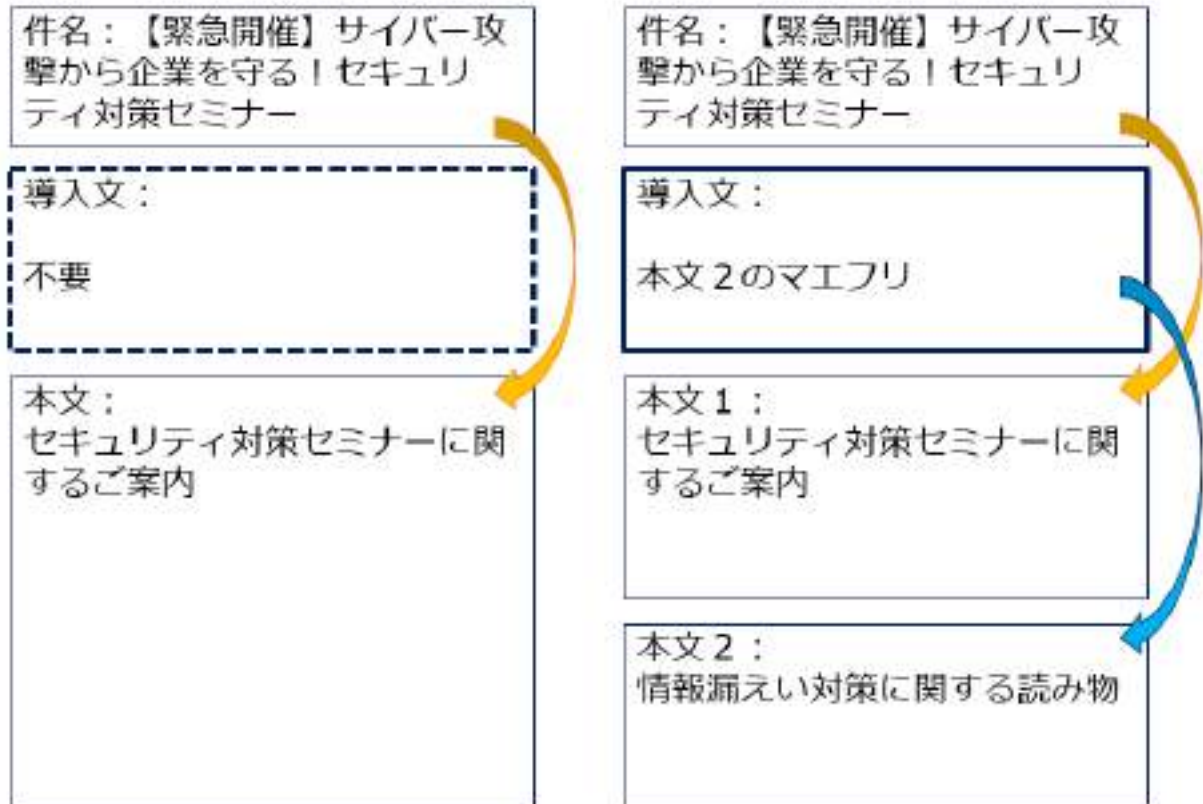 件名：【緊急開催】サイバー攻
撃から企業を守る！セキュリ
ティ対策セミナー
導入文：
不要
本文：
セキュリティ対策セミナーに関
するご案内
件名：【緊急開催】サイバー攻
撃から企業を守る！セキュリ
ティ対策セミナー
導入文：
本文２のマエフリ
本文１：
セキュリティ対策セミナーに関
するご案内
本文２：
情報漏えい対策に関する読み物